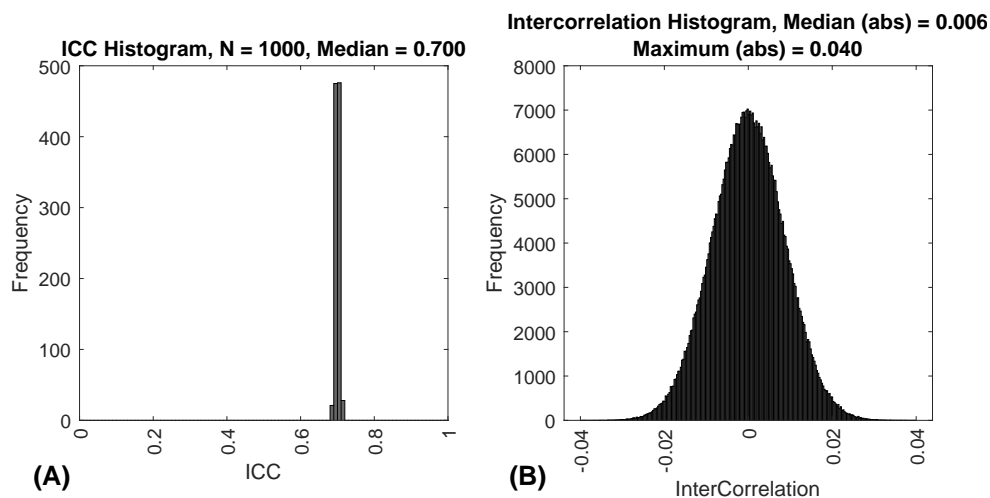 ICC Histogram, N = 1000, Median = 0.700
500
400
300
200
100
0
Frequency
0
0.2
0.4
0.6
0.8
1
ICC
(A)
Intercorrelation Histogram, Median (abs) = 0.006
Maximum (abs) = 0.040
8000
7000
6000
5000
4000
3000
2000
1000
0
Frequency
-0.04
-0.02
0
0.02
0.04
InterCorrelation
(B)